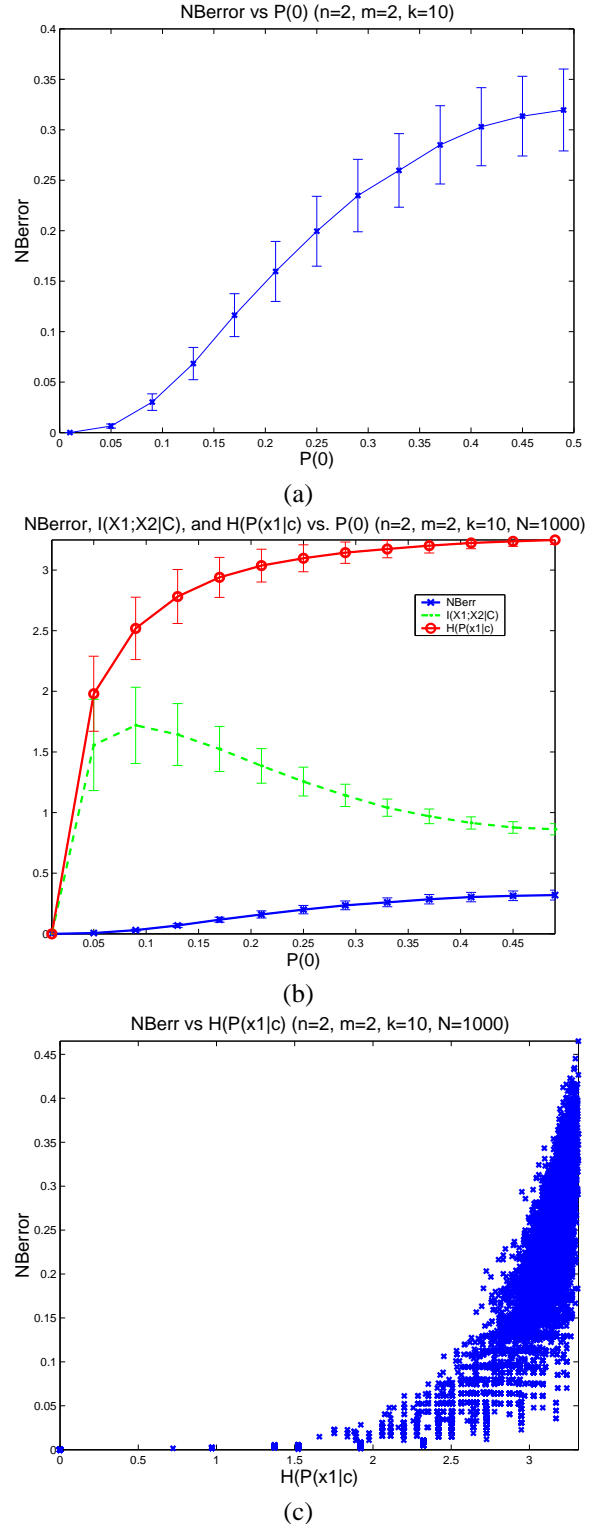 NBerror vs P(0) (n=2, m=2, k=10)
0.4
0.35
0.3
0.25
0.2
0.15
0.1
0.05
0
NBerror
0 0.05 0.1 0.15 0.2 0.25 0.3 0.35 0.4 0.45 0.5
P(0)
(a)
NBerror, I(X1;X2|C), and H(P(x1|c) vs. P(0) (n=2, m=2, k=10, N=1000)
3
2.5
2
1.5
1
0.5
0
NBerr
I(X1;X2|C)
H(P(x1|c)
0.05 0.1 0.15 0.2 0.25 0.3 0.35 0.4 0.45
P(0)
(b)
NBerr vs H(P(x1|c) (n=2, m=2, k=10, N=1000)
0.45
0.4
0.35
0.3
0.25
0.2
0.15
0.1
0.05
0
NBerror
0 0.5 1 1.5 2 2.5 3
H(P(x1|c)
(c)